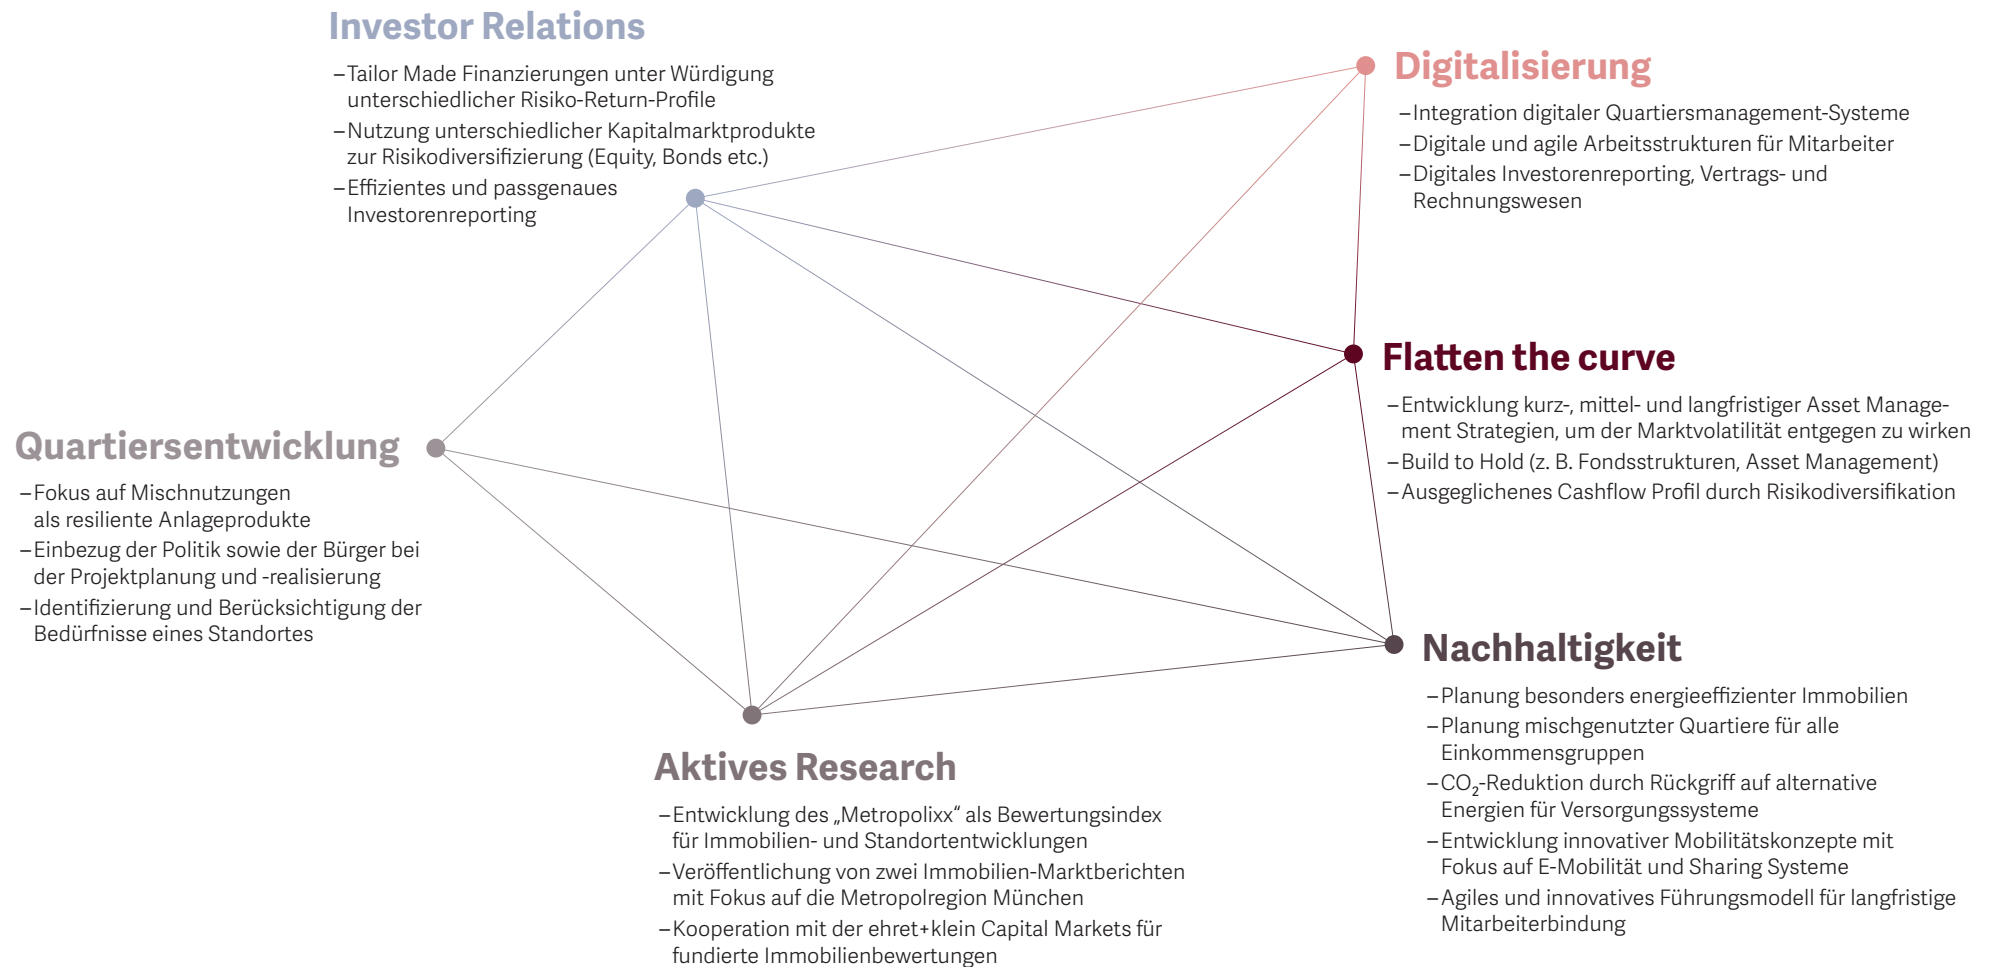 Investor Relations
–Tailor Made Finanzierungen unter Würdigung
unterschiedlicher Risiko-Return-Profile
–Nutzung unterschiedlicher Kapitalmarktprodukte
zur Risikodiversifizierung (Equity, Bonds etc.)
–Effizientes und passgenaues
Investorenreporting
Digitalisierung
–Integration digitaler Quartiersmanagement-Systeme
–Digitale und agile Arbeitsstrukturen für Mitarbeiter
–Digitales Investorenreporting, Vertrags- und
Rechnungswesen
Flatten the curve
–Entwicklung kurz-, mittel- und langfristiger Asset Manage-
ment Strategien, um der Marktvolatilität entgegen zu wirken
–Build to Hold (z. B. Fondsstrukturen, Asset Management)
–Ausgeglichenes Cashflow Profil durch Risikodiversifikation
Quartiersentwicklung
–Fokus auf Mischnutzungen
als resiliente Anlageprodukte
–Einbezug der Politik sowie der Bürger bei
der Projektplanung und -realisierung
–Identifizierung und Berücksichtigung der
Bedürfnisse eines Standortes
Nachhaltigkeit
–Planung besonders energieeffizienter Immobilien
–Planung mischgenutzter Quartiere für alle
Einkommensgruppen
–CO₂-Reduktion durch Rückgriff auf alternative
Energien für Versorgungssysteme
–Entwicklung innovativer Mobilitätskonzepte mit
Fokus auf E-Mobilität und Sharing Systeme
–Agiles und innovatives Führungsmodell für langfristige
Mitarbeiterbindung
Aktives Research
–Entwicklung des „Metropolixx“ als Bewertungsindex
für Immobilien- und Standortentwicklungen
–Veröffentlichung von zwei Immobilien-Marktberichten
mit Fokus auf die Metropolregion München
–Kooperation mit der ehret+klein Capital Markets für
fundierte Immobilienbewertungen